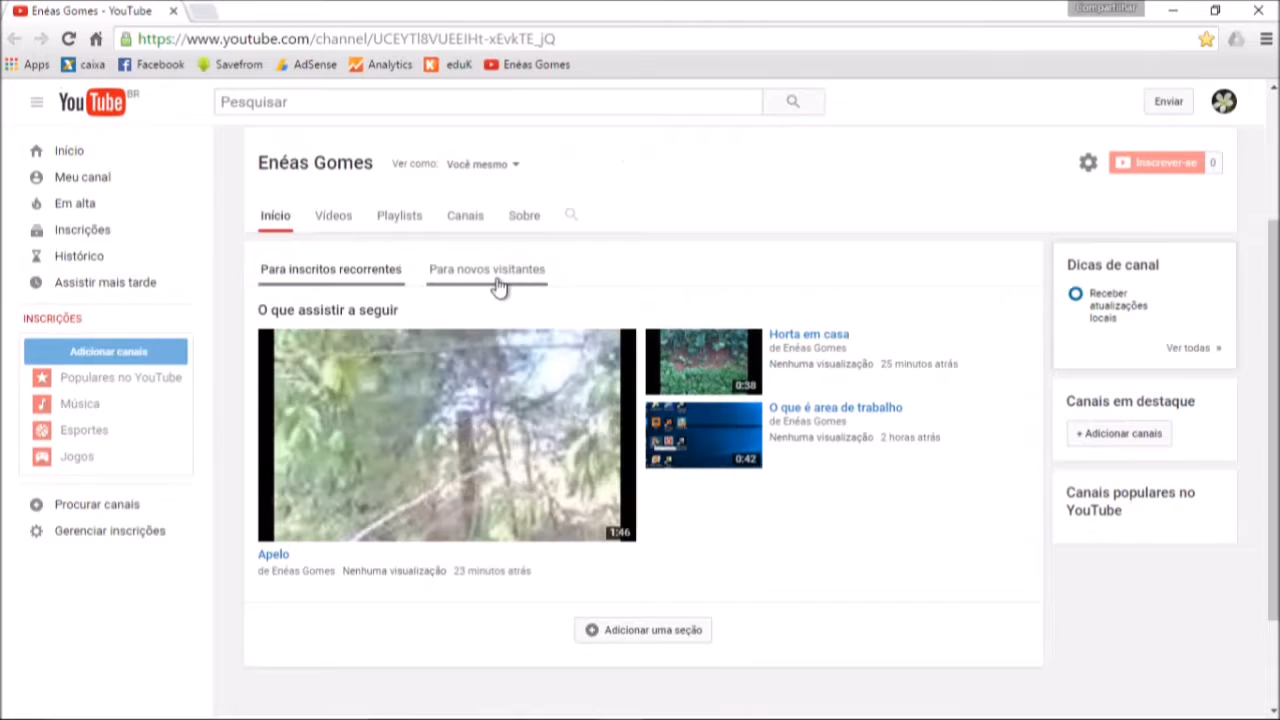 Enéas Gomes - YouTube
Compartilhar
https://www.youtube.com/channel/UCEYTl8VUEEIHt-xEvkTE_jQ
Apps caixa Facebook Savefrom AdSense Analytics eduK Enéas Gomes
YouTube BR
Pesquisar
Enviar
Início
Meu canal
Em alta
Inscrições
Histórico
Assistir mais tarde
INSCRIÇÕES
Adicionar canais
Populares no YouTube
Música
Esportes
Jogos
Procurar canais
Gerenciar inscrições
Enéas Gomes Ver como: Você mesmo
Inscrever-se 0
Início Vídeos Playlists Canais Sobre
Para inscritos recorrentes Para novos visitantes
O que assistir a seguir
1:46
Apelo
de Enéas Gomes Nenhuma visualização 23 minutos atrás
0:38
Horta em casa
de Enéas Gomes
Nenhuma visualização 25 minutos atrás
0:42
O que é area de trabalho
de Enéas Gomes
Nenhuma visualização 2 horas atrás
Adicionar uma seção
Dicas de canal
Receber
atualizações
locais
Ver todas »
Canais em destaque
+ Adicionar canais
Canais populares no
YouTube